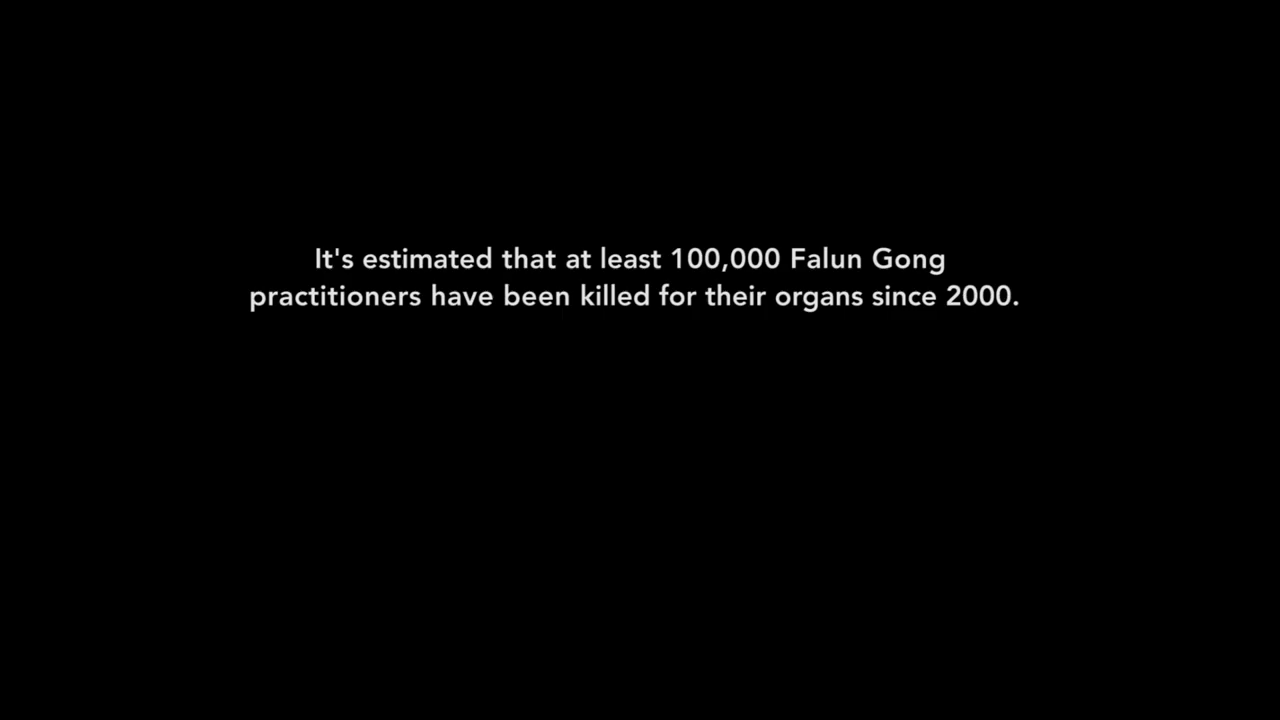 It's estimated that at least 100,000 Falun Gong
practitioners have been killed for their organs since 2000.